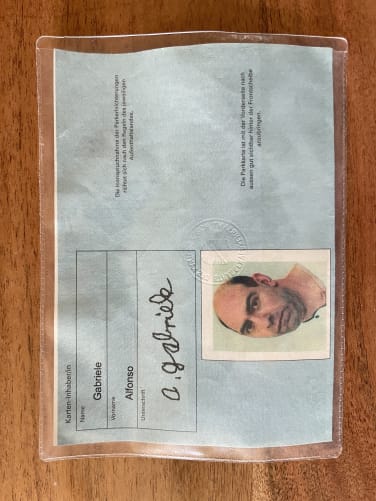 Die Inanspruchnahme der Parkerleichterungen
richtet sich nach den Regeln des jeweiligen
Aufenthaltslandes.
Die Parkkarte ist mit der Vorderseite nach
aussen gut sichtbar hinter der Frontscheibe
anzubringen.
Karten-Inhaber/in
Name
Gabriele
Vorname
Alfonso
Unterschrift
a. gabriele